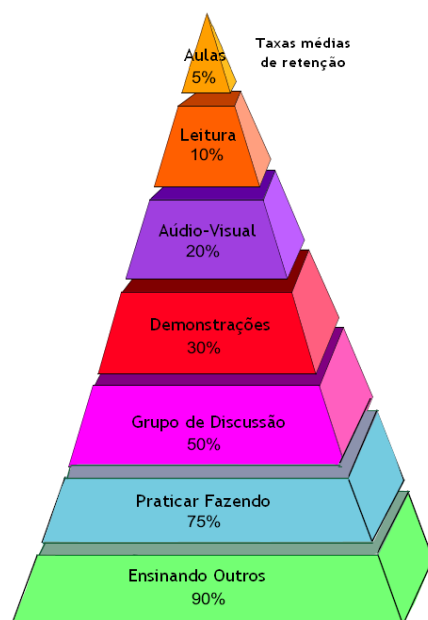 Taxas médias
de retenção
Aulas
5%
Leitura
10%
Aúdio-Visual
20%
Demonstrações
30%
Grupo de Discussão
50%
Praticar Fazendo
75%
Ensinando Outros
90%